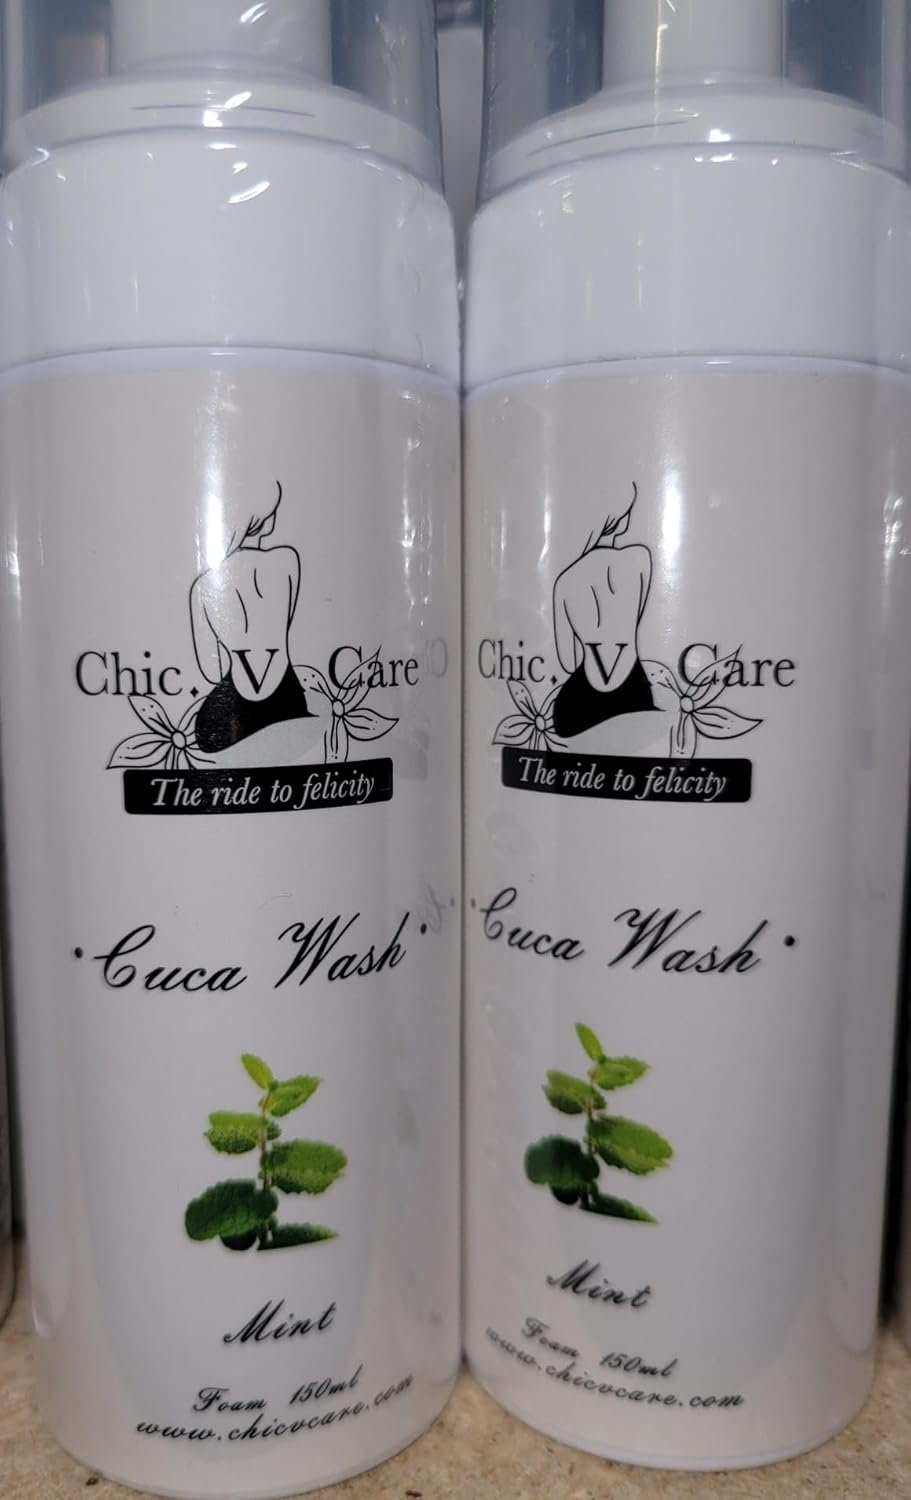 Chic. V Care
The ride to felicity
• Cuca Wash •
Mint
Foam 150ml
www.chicvcare.com
Chic. V Care
The ride to felicity
• Cuca Wash •
Mint
Foam 150ml
www.chicvcare.com